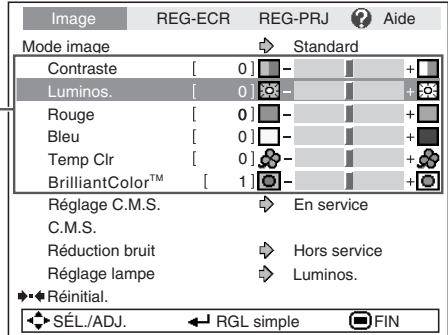 Image REG-ECR REG-PRJ ? Aide
Mode image Standard
Contraste [ 0 ] - +
Luminos. [ 0 ] - +
Rouge [ 0 ] - +
Bleu [ 0 ] - +
Temp Clr [ 0 ] - +
BrilliantColor™ [ 1 ] - +
Réglage C.M.S. En service
C.M.S.
Réduction bruit Hors service
Réglage lampe Luminos.
Réinitial.
SÉL./ADJ. RGL simple FIN